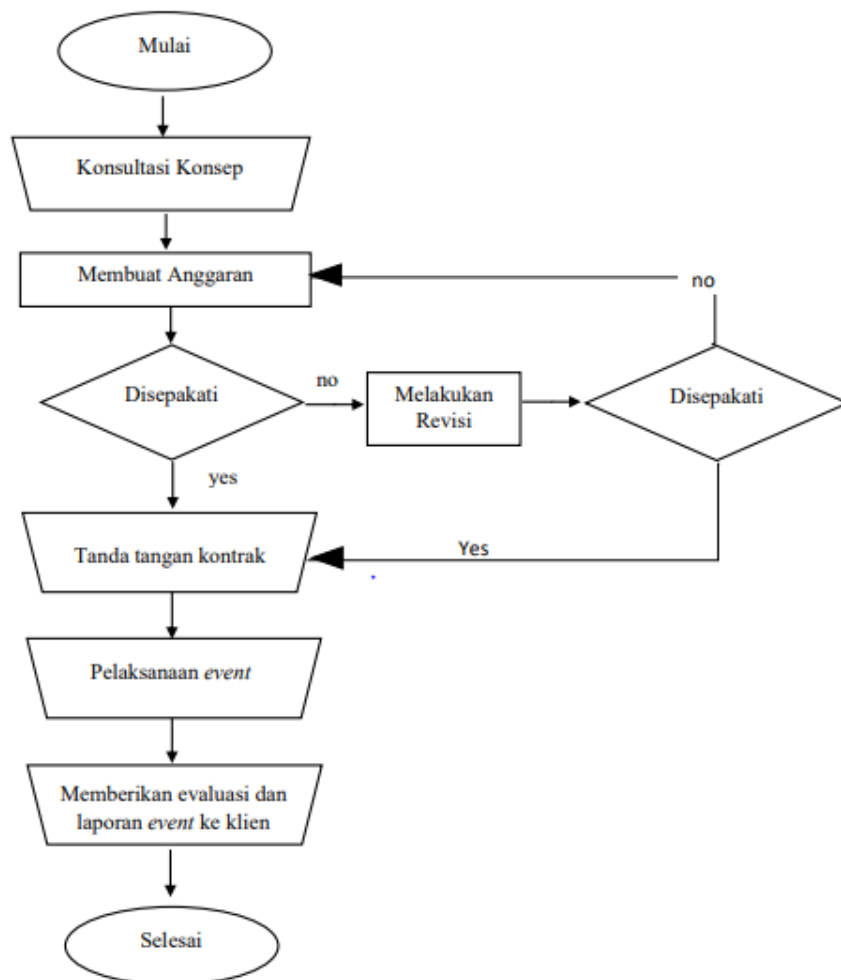 Mulai
Konsultasi Konsep
Membuat Anggaran
no
Disepakati
no
Melakukan
Revisi
Disepakati
yes
Tanda tangan kontrak
Yes
Pelaksanaan event
Memberikan evaluasi dan
laporan event ke klien
Selesai